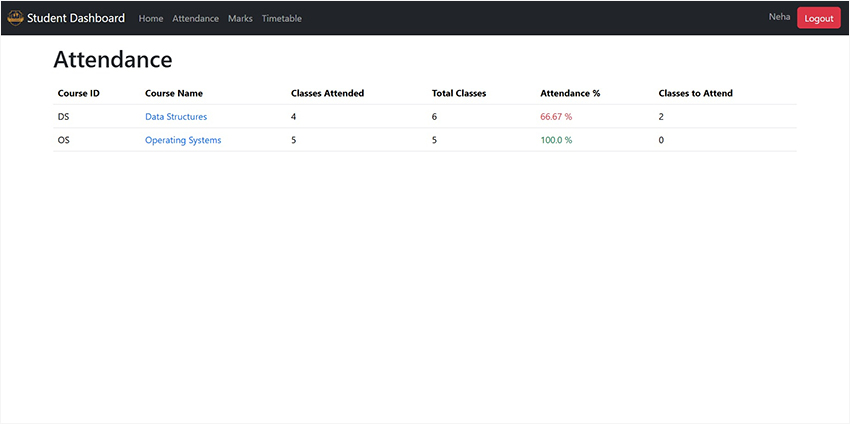 Student Dashboard Home Attendance Marks Timetable Neha Logout
Attendance
Course ID Course Name Classes Attended Total Classes Attendance % Classes to Attend
DS Data Structures 4 6 66.67 % 2
OS Operating Systems 5 5 100.0 % 0